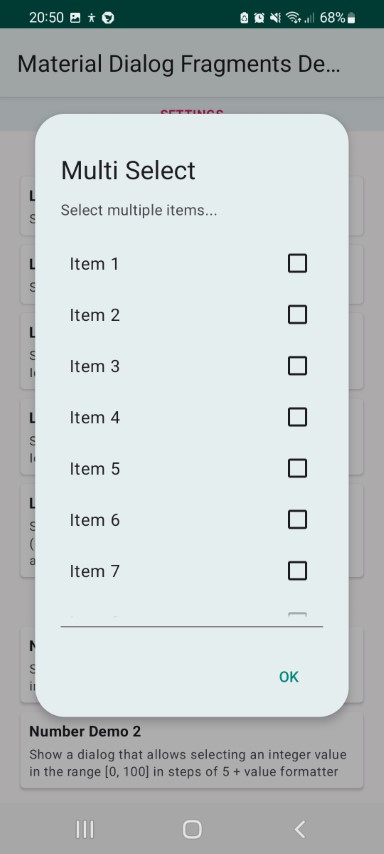 20:50
68%
Material Dialog Fragments De...
SETTINGS
Multi Select
Select multiple items...
Item 1
Item 2
Item 3
Item 4
Item 5
Item 6
Item 7
OK
Number Demo 2
Show a dialog that allows selecting an integer value
in the range [0, 100] in steps of 5 + value formatter